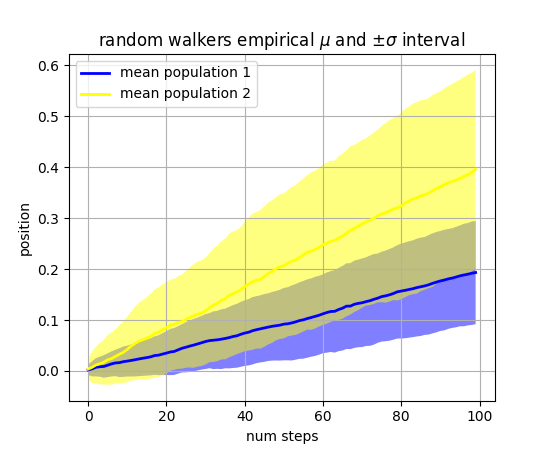 random walkers empirical μ and ±σ interval
mean population 1
mean population 2
0.6
0.5
0.4
0.3
0.2
0.1
0.0
position
0 20 40 60 80 100
num steps